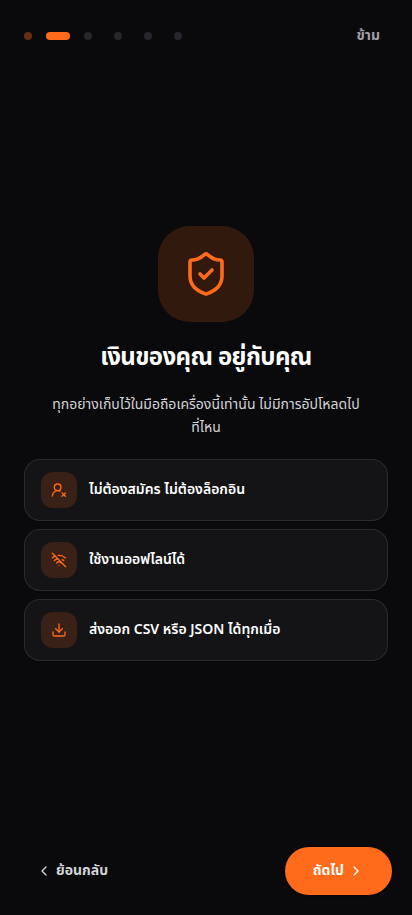 ข้าม
เงินของคุณ อยู่กับคุณ
ทุกอย่างเก็บไว้ในมือถือเครื่องนี้เท่านั้น ไม่มีการอัปโหลดไป
ที่ไหน
ไม่ต้องสมัคร ไม่ต้องล็อกอิน
ใช้งานออฟไลน์ได้
ส่งออก CSV หรือ JSON ได้ทุกเมื่อ
ย้อนกลับ
ถัดไป